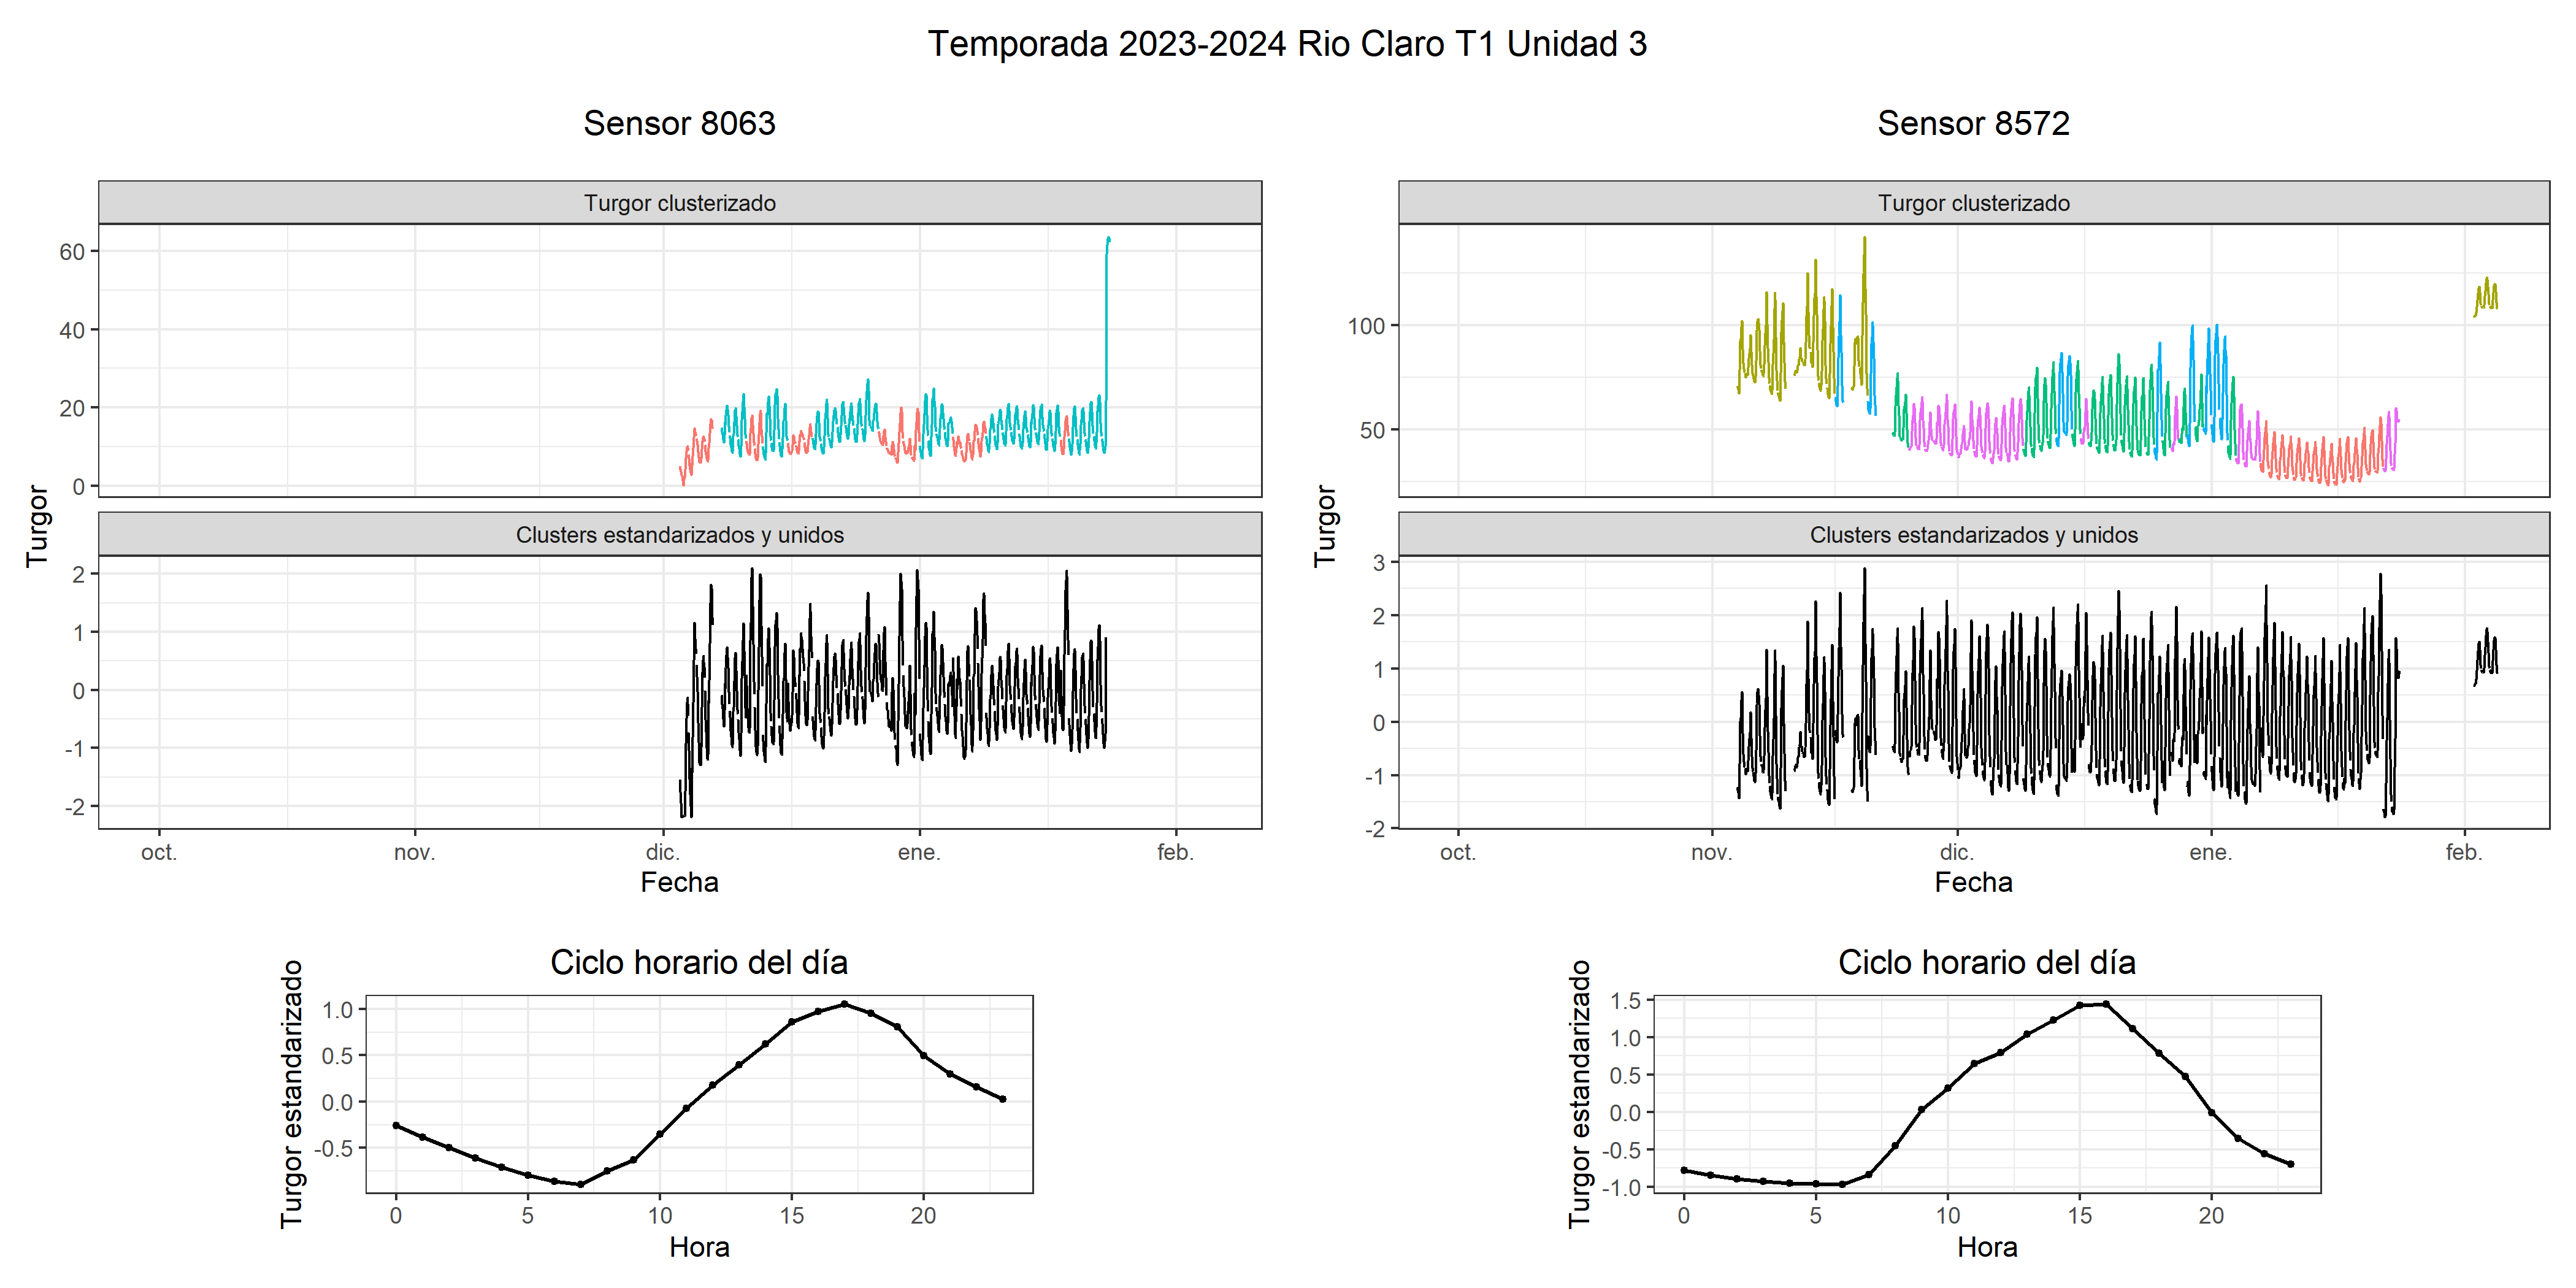 Temporada 2023-2024 Rio Claro T1 Unidad 3
Sensor 8063
Turgor clusterizado
60
40
20
0
Turgor
Clusters estandarizados y unidos
2
1
0
-1
-2
oct. nov. dic. ene. feb.
Fecha
Ciclo horario del día
Turgor estandarizado
1.0
0.5
0.0
-0.5
0 5 10 15 20
Hora
Sensor 8572
Turgor clusterizado
100
50
Turgor
Clusters estandarizados y unidos
3
2
1
0
-1
-2
oct. nov. dic. ene. feb.
Fecha
Ciclo horario del día
Turgor estandarizado
1.5
1.0
0.5
0.0
-0.5
-1.0
0 5 10 15 20
Hora